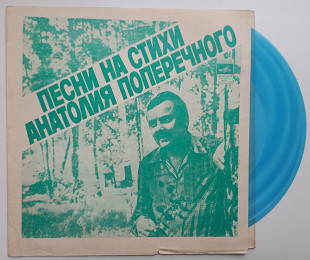 ПЕСНИ НА СТИХИ
АНАТОЛИЯ ПОПЕРЕЧНОГО